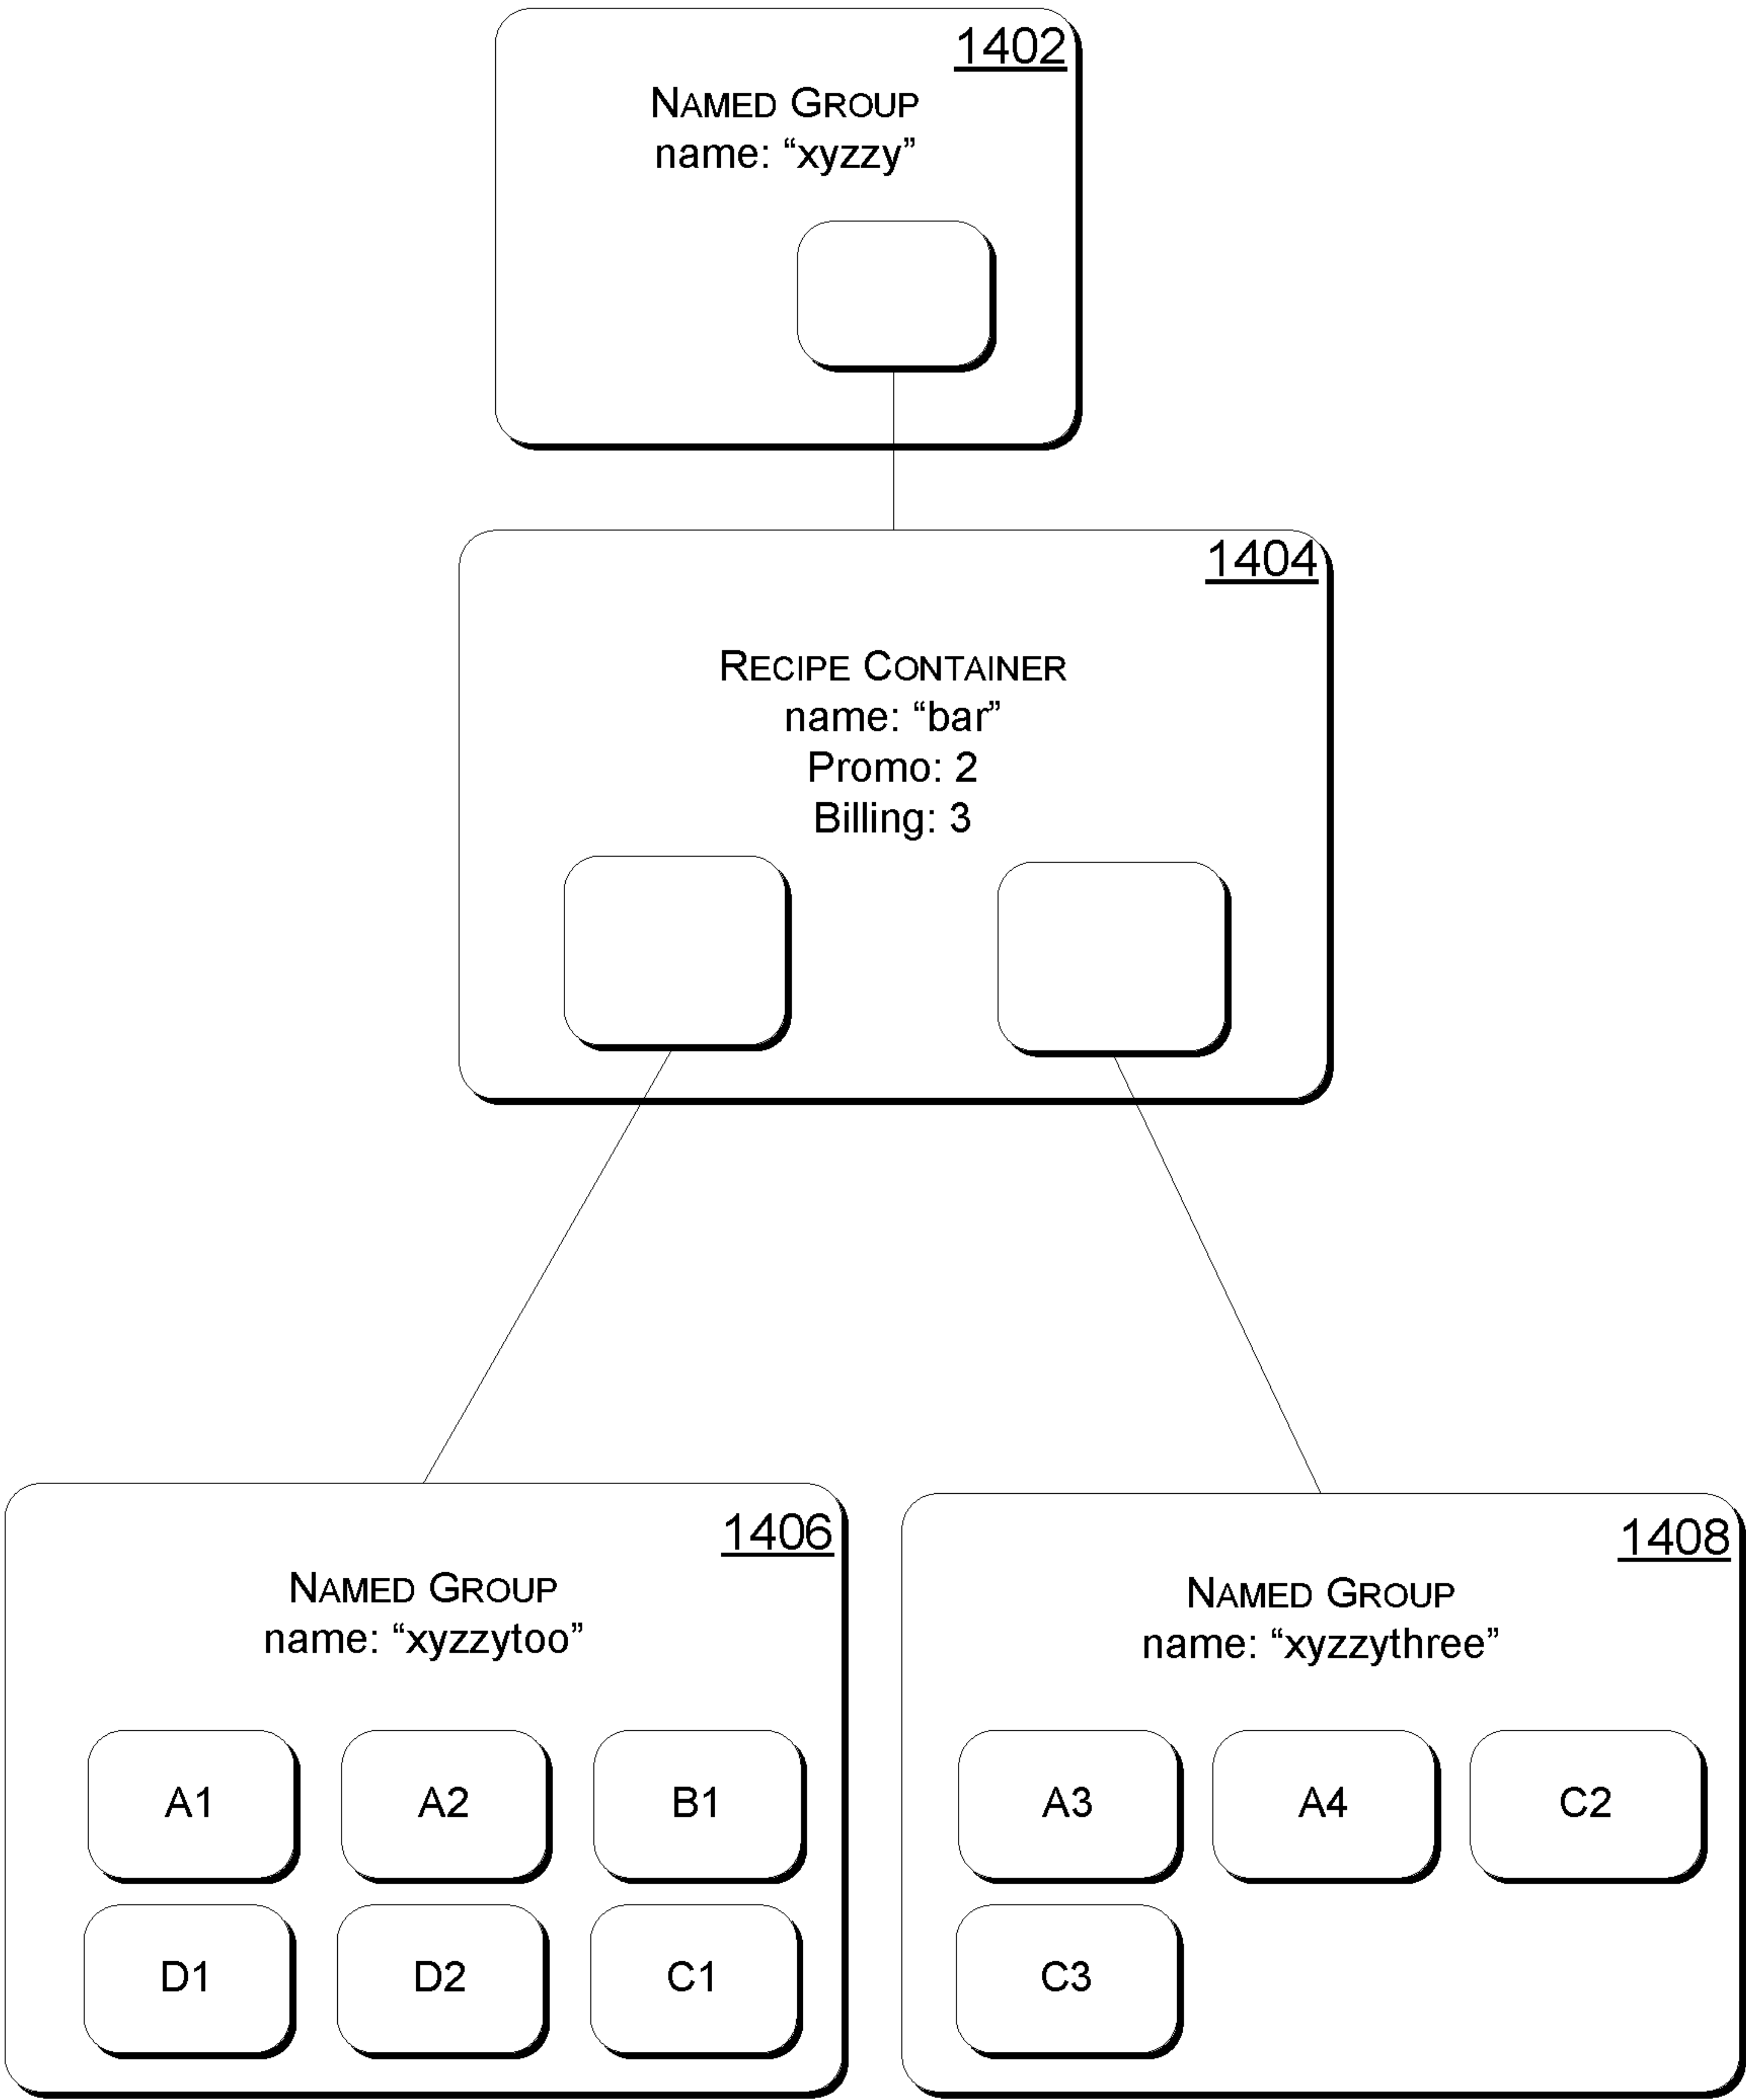 1402
NAMED GROUP
name: “xyzzy”
1404
RECIPE CONTAINER
name: “bar”
Promo: 2
Billing: 3
1406
NAMED GROUP
name: “xyzzytoo”
A1 A2 B1
D1 D2 C1
1408
NAMED GROUP
name: “xyzzythree”
A3 A4 C2
C3